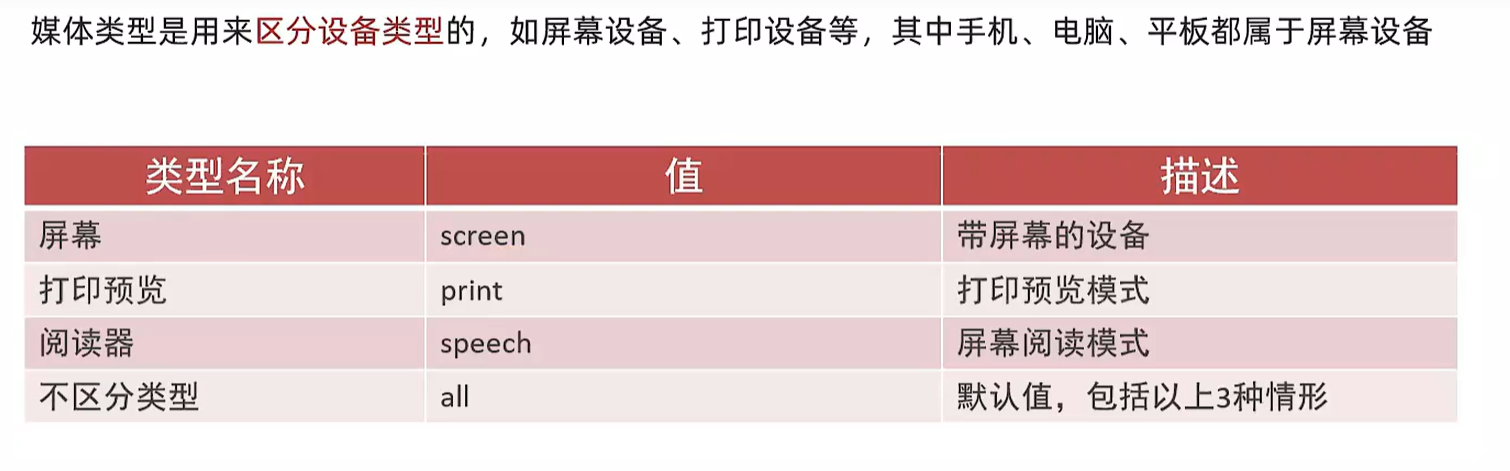 媒体类型是用来区分设备类型的，如屏幕设备、打印设备等，其中手机、电脑、平板都属于屏幕设备
类型名称 值 描述
屏幕 screen 带屏幕的设备
打印预览 print 打印预览模式
阅读器 speech 屏幕阅读模式
不区分类型 all 默认值，包括以上3种情形